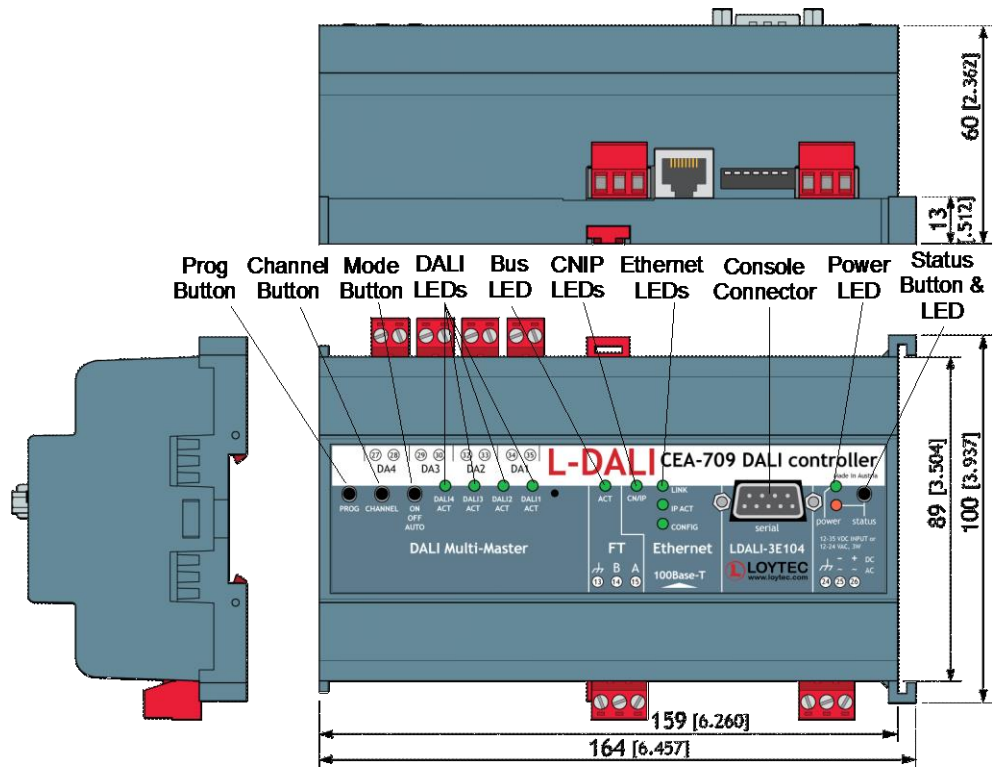 60 [2.362]
13
[.512]
Prog
Button
Channel
Button
Mode
Button
DALI
LEDs
Bus
LED
CNIP
LEDs
Ethernet
LEDs
Console
Connector
Power
LED
Status
Button &
LED
27 28
DA4
29 30
DA3
32 33
DA2
34 35
DA1
L-DALI CEA-709 DALI controller
Made in Austria
PROG
CHANNEL
ON
OFF
AUTO
DALI4
ACT
DALI3
ACT
DALI2
ACT
DALI1
ACT
ACT
CN/IP
LINK
IP ACT
CONFIG
serial
power
status
DALI Multi-Master
FT
B A
13 14 15
Ethernet
100Base-T
LDALI-3E104
LOYTEC
www.loytec.com
12-35 VDC INPUT or
12-24 VAC, 3W
- + DC
~ ~ AC
24 25 26
89 [3.504]
100 [3.937]
159 [6.260]
164 [6.457]